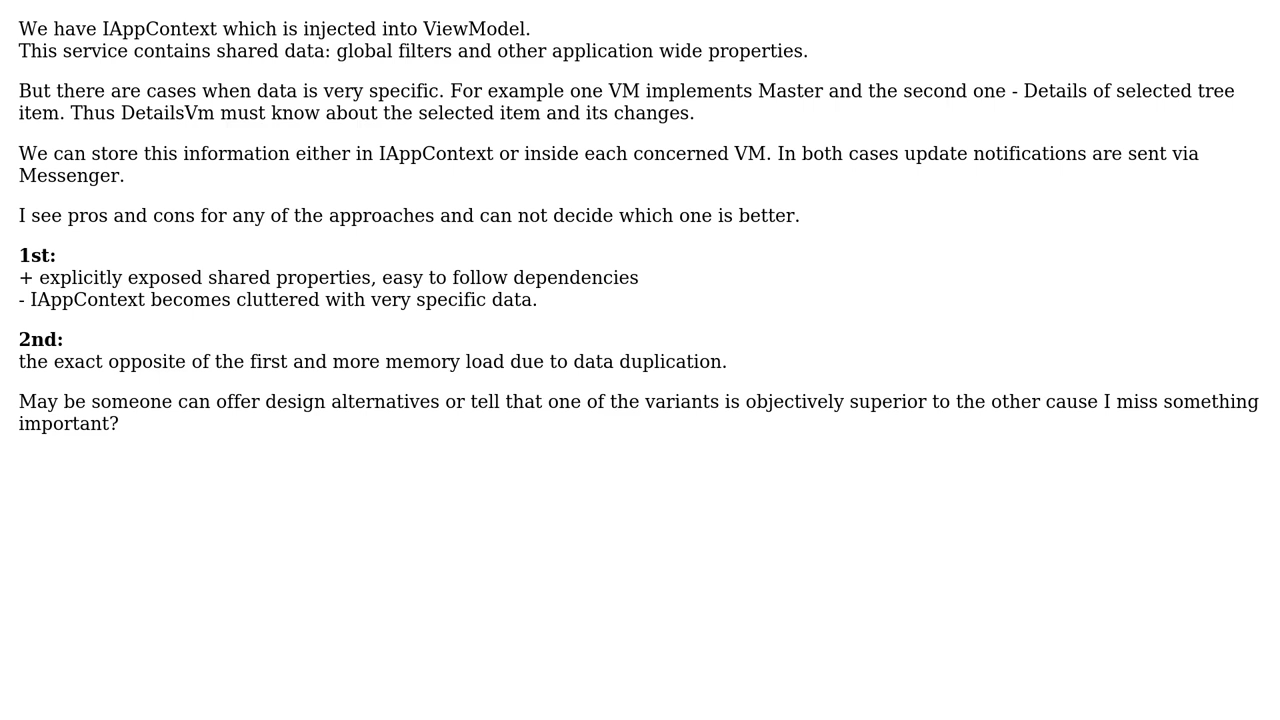 We have IAppContext which is injected into ViewModel.
This service contains shared data: global filters and other application wide properties.
But there are cases when data is very specific. For example one VM implements Master and the second one - Details of selected tree
item. Thus DetailsVm must know about the selected item and its changes.
We can store this information either in IAppContext or inside each concerned VM. In both cases update notifications are sent via
Messenger.
I see pros and cons for any of the approaches and can not decide which one is better.
1st:
+ explicitly exposed shared properties, easy to follow dependencies
- IAppContext becomes cluttered with very specific data.
2nd:
the exact opposite of the first and more memory load due to data duplication.
May be someone can offer design alternatives or tell that one of the variants is objectively superior to the other cause I miss something
important?